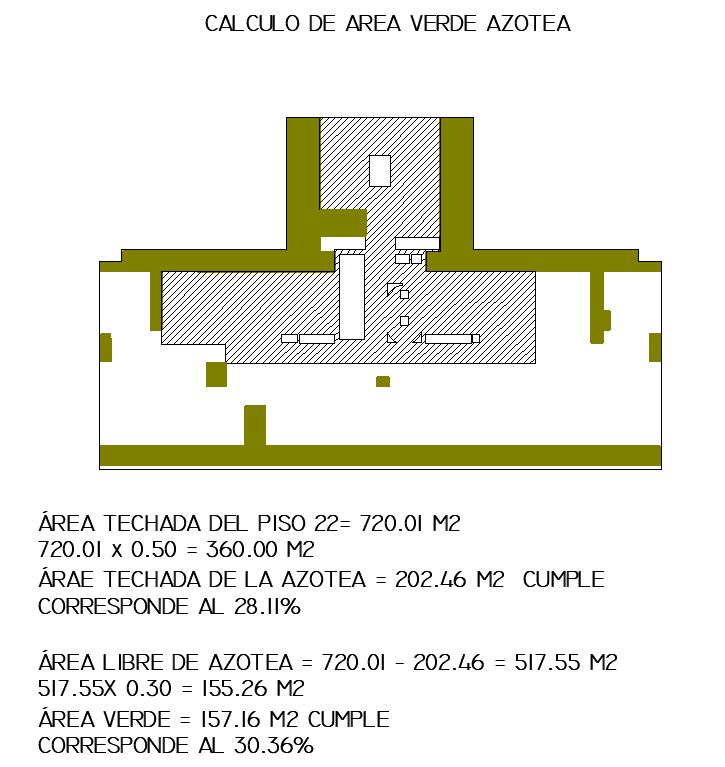 CALCULO DE AREA VERDE AZOTEA
ÁREA TECHADA DEL PISO 22= 720.01 M2
720.01 x 0.50 = 360.00 M2
ÁRAE TECHADA DE LA AZOTEA = 202.46 M2 CUMPLE
CORRESPONDE AL 28.11%
ÁREA LIBRE DE AZOTEA = 720.01 - 202.46 = 517.55 M2
517.55X 0.30 = 155.26 M2
ÁREA VERDE = 157.16 M2 CUMPLE
CORRESPONDE AL 30.36%